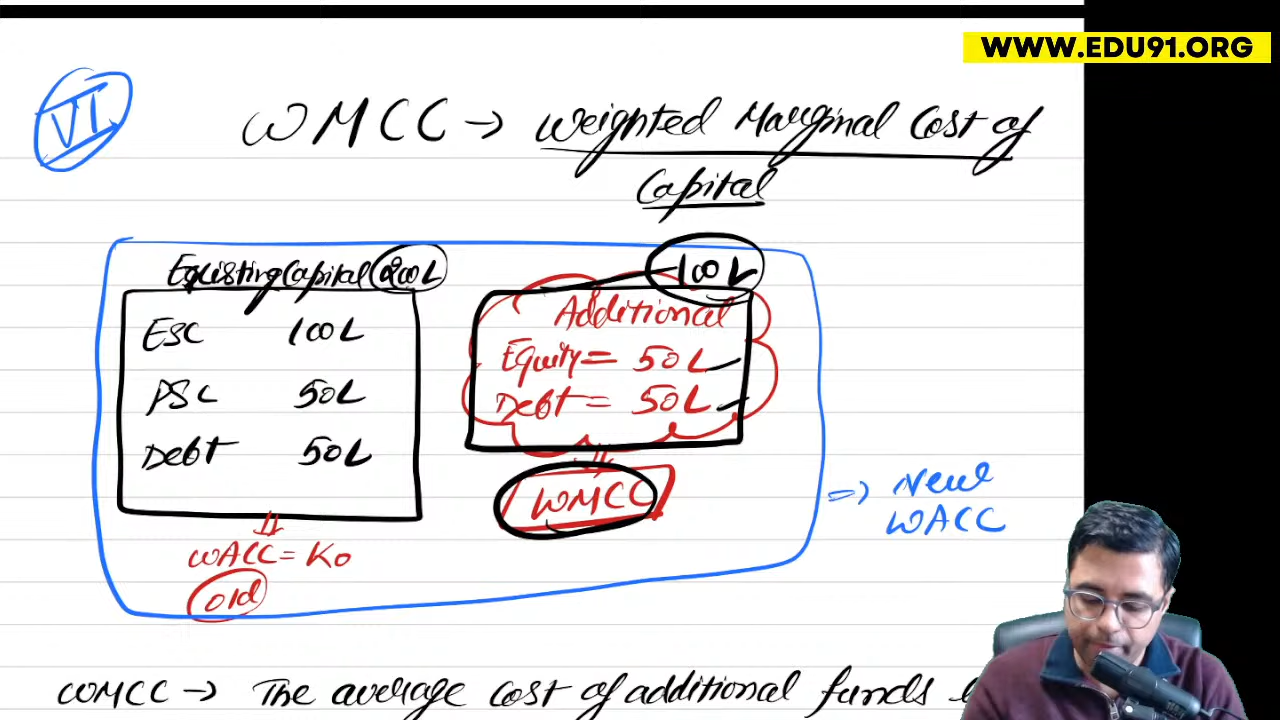 WWW.EDU91.ORG
VI
WMCC → Weighted Marginal Cost of
Capital
Existing Capital 200L
ESC 100L
PSC 50L
Debt 50L
WACC = Ko
old
100L
Additional
Equity = 50L
Debt = 50L
WMCC
⇒ New
WACC
WMCC → The average cost of additional funds